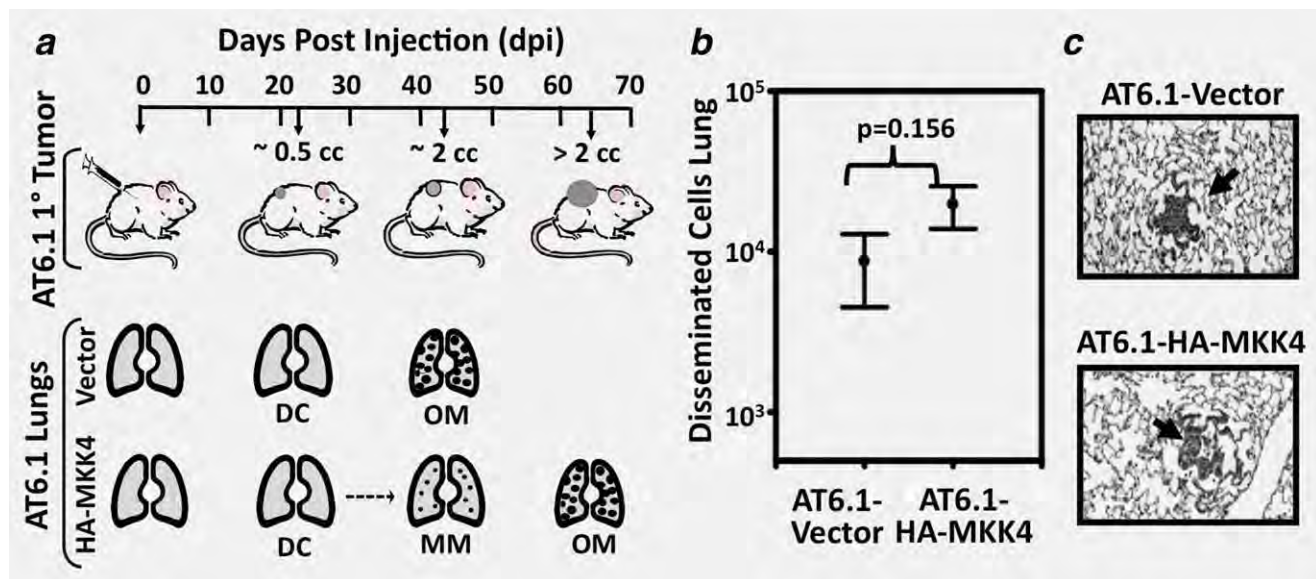 a
Days Post Injection (dpi)
0 10 20 30 40 50 60 70
AT6.1 1° Tumor
~ 0.5 cc
~ 2 cc
> 2 cc
AT6.1 Lungs
Vector
DC
OM
HA-MKK4
DC
MM
OM
b
Disseminated Cells Lung
10⁵
10⁴
10³
p=0.156
AT6.1-
Vector
AT6.1-
HA-MKK4
c
AT6.1-Vector
AT6.1-HA-MKK4